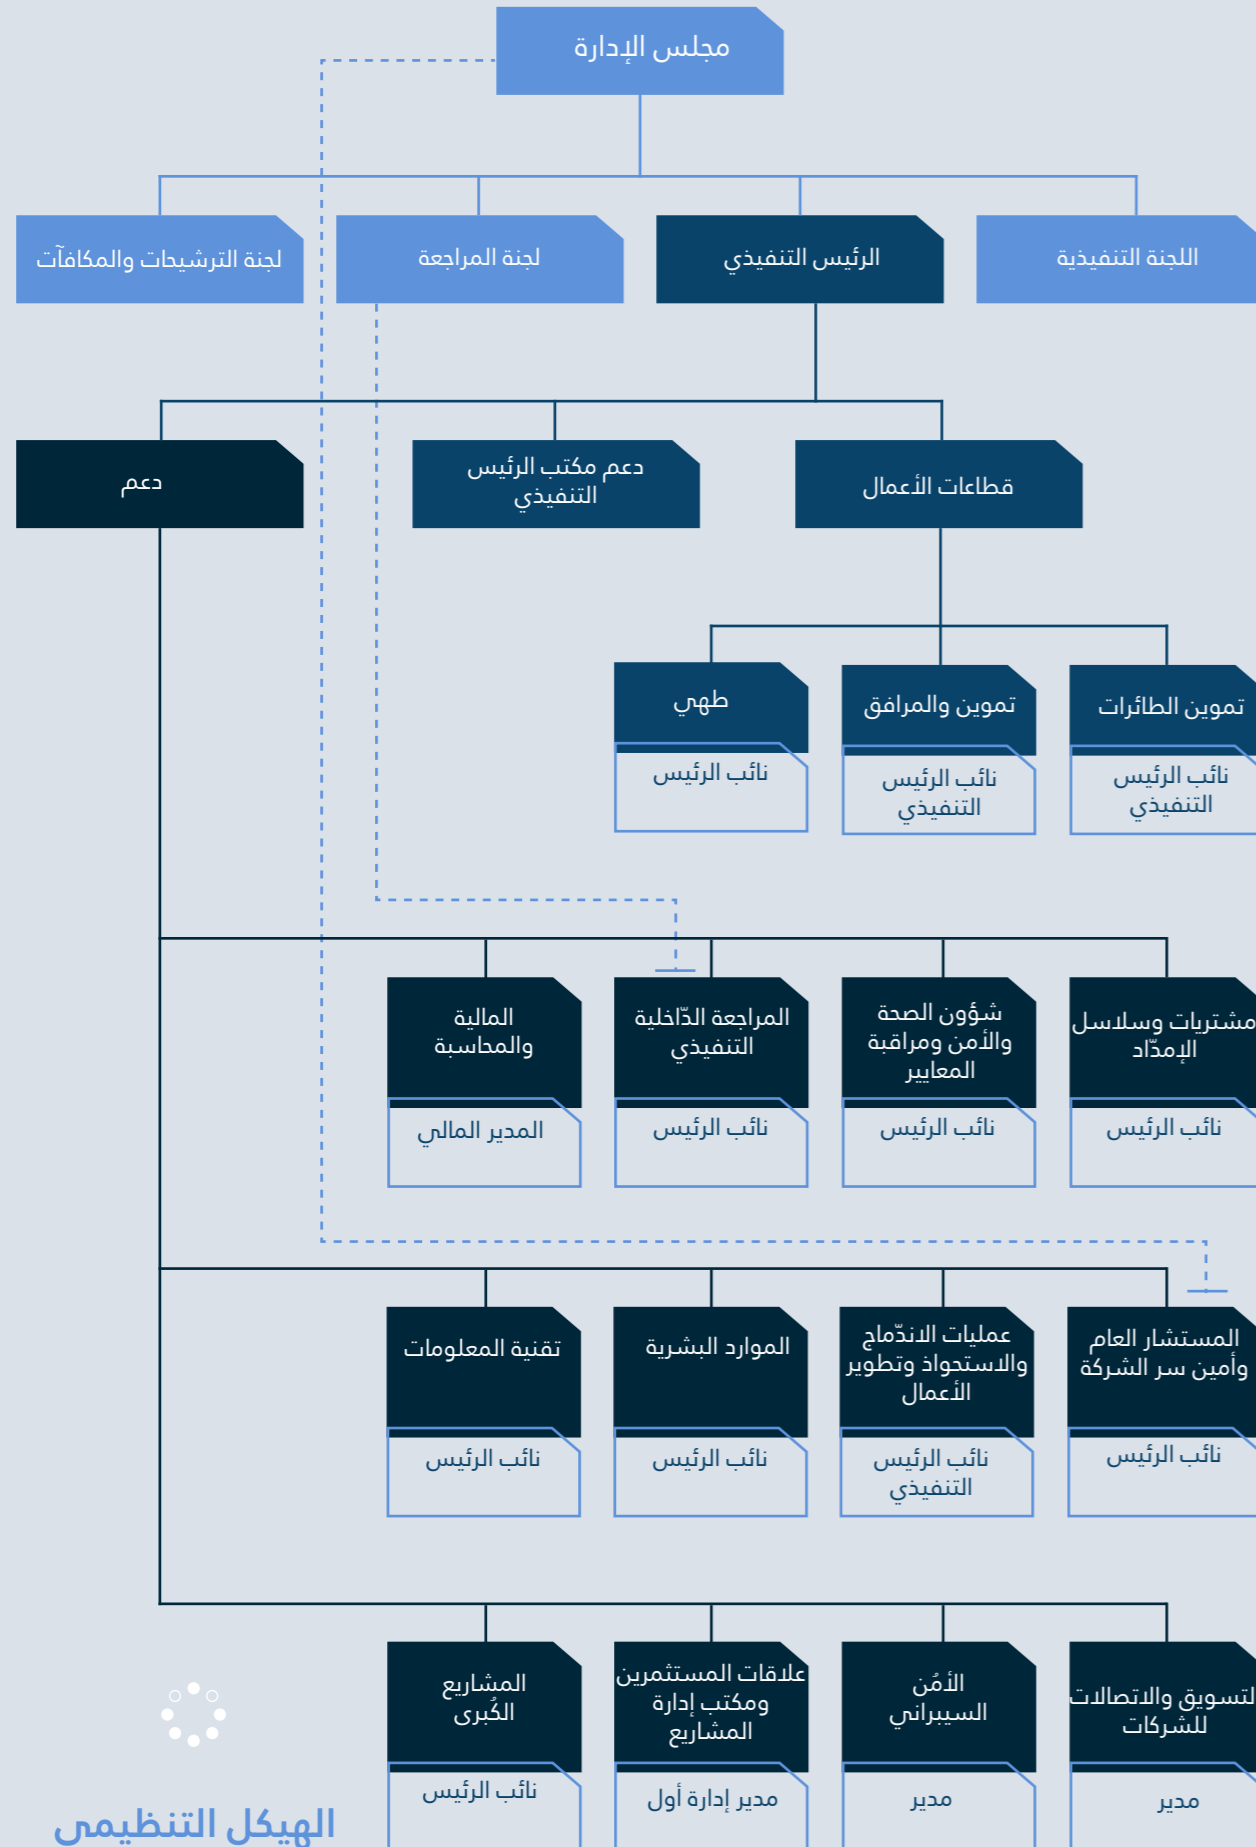 مجلس الإدارة
اللجنة التنفيذية
الرئيس التنفيذي
لجنة المراجعة
لجنة الترشيحات والمكافآت
قطاعات الأعمال
دعم مكتب الرئيس
التنفيذي
دعم
تموين الطائرات
نائب الرئيس
التنفيذي
تموين والمرافق
نائب الرئيس
التنفيذي
طهي
نائب الرئيس
مشتريات وسلاسل
الإمدّاد
نائب الرئيس
شؤون الصحة
والأمن ومراقبة
المعايير
نائب الرئيس
المراجعة الدّاخلية
التنفيذي
نائب الرئيس
المالية
والمحاسبة
المدير المالي
المستشار العام
وأمين سر الشركة
نائب الرئيس
عمليات الاندّماج
والاستحواذ وتطوير
الأعمال
نائب الرئيس
التنفيذي
الموارد البشرية
نائب الرئيس
تقنية المعلومات
نائب الرئيس
لتسويق والاتصالات
للشركات
مدير
الأمُن
السيبراني
مدير
علاقات المستثمرين
ومكتب إدارة
المشاريع
مدير إدارة أول
المشاريع
الكُبرى
نائب الرئيس
الهيكل التنظيمي